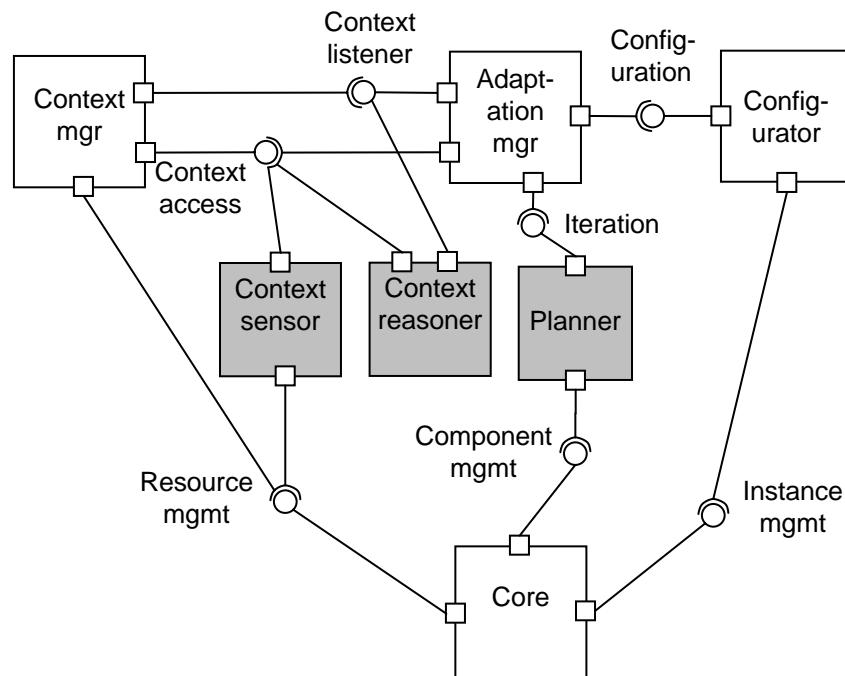 Context
listener
Config-
uration
Context
mgr
Adapt-
ation
mgr
Config-
urator
Context
access
Iteration
Context
sensor
Context
reasoner
Planner
Component
mgmt
Resource
mgmt
Instance
mgmt
Core